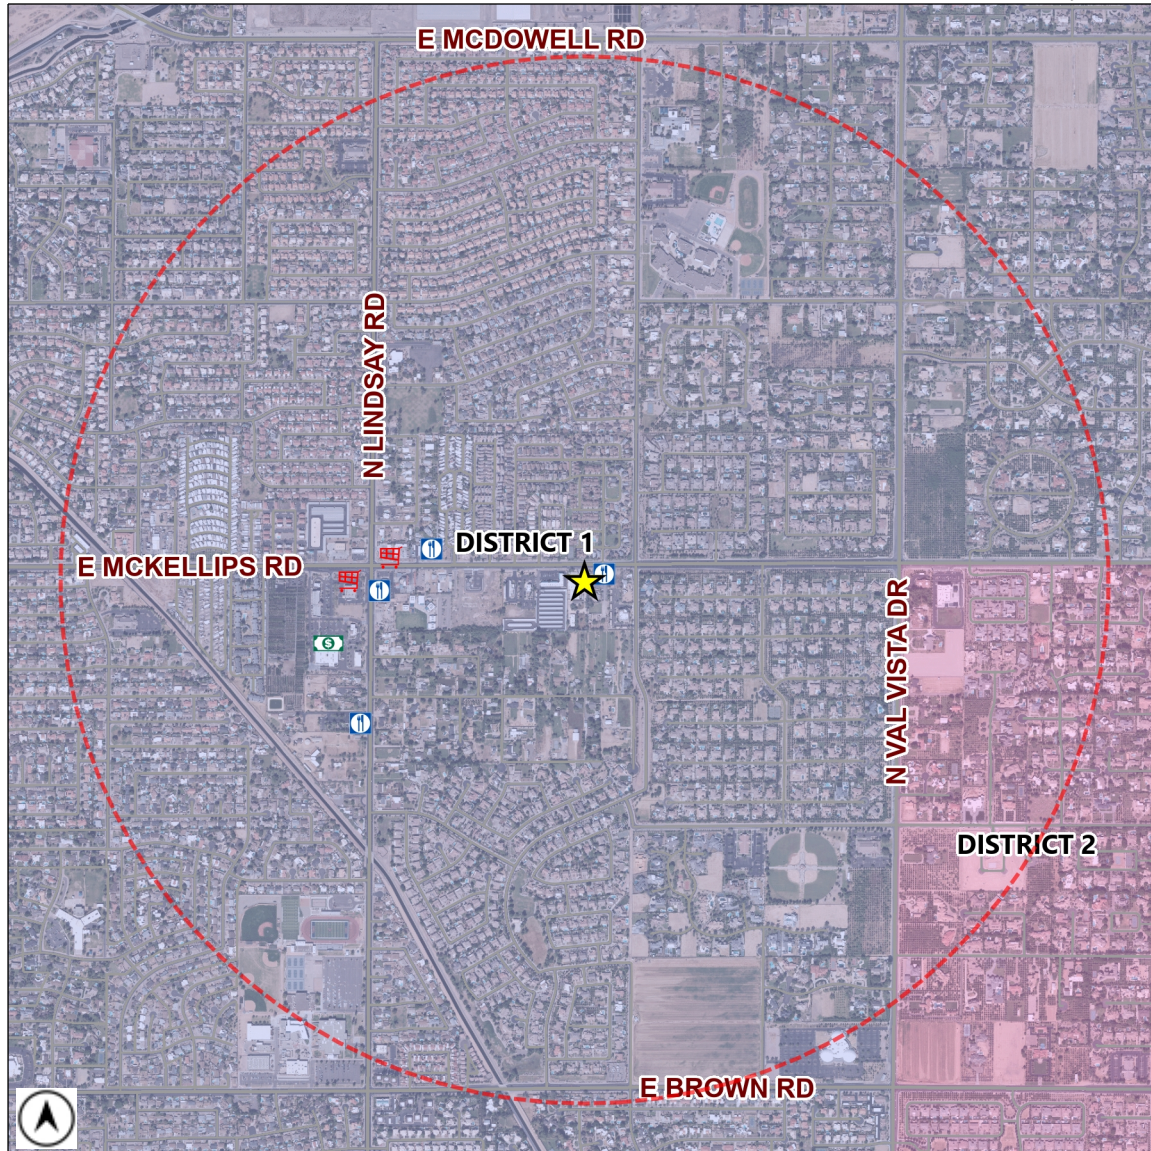 E MCDOWELL RD
N LINDSAY RD
DISTRICT 1
E MCKELLIPS RD
$
N VAL VISTA DR
DISTRICT 2
E BROWN RD